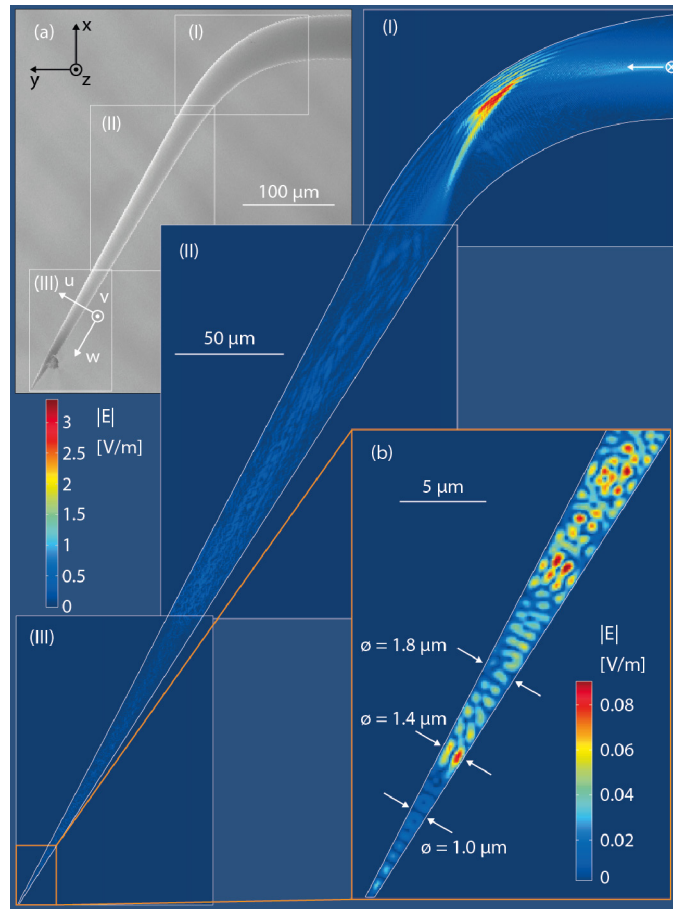 (a)
x
y
z
(I)
(II)
100 µm
(III)
u
v
w
(I)
(II)
50 µm
|E|
[V/m]
3
2.5
2
1.5
1
0.5
0
(III)
(b)
5 µm
ø = 1.8 µm
ø = 1.4 µm
ø = 1.0 µm
|E|
[V/m]
0.08
0.06
0.04
0.02
0